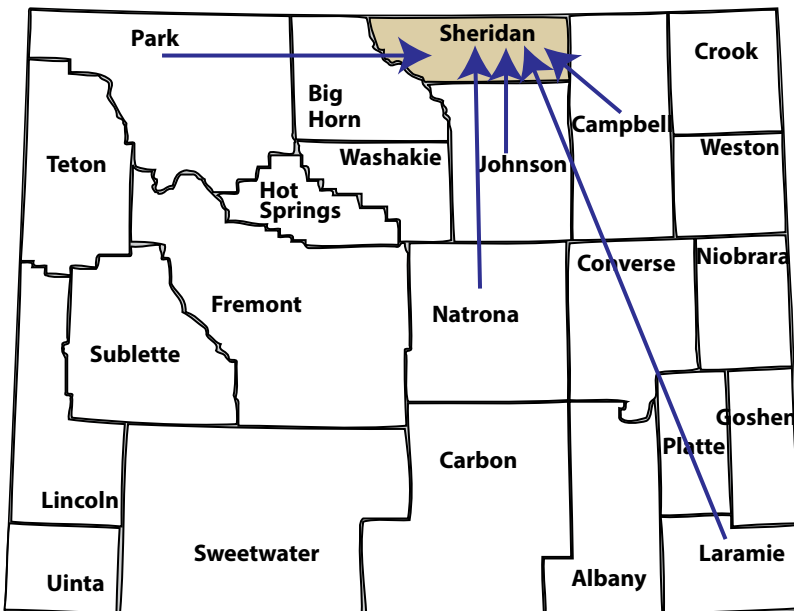 Park
Sheridan
Crook
Big
Horn
Campbell
Teton
Washakie
Johnson
Weston
Hot
Springs
Converse
Niobrara
Fremont
Natrona
Sublette
Goshen
Platte
Carbon
Lincoln
Sweetwater
Laramie
Uinta
Albany